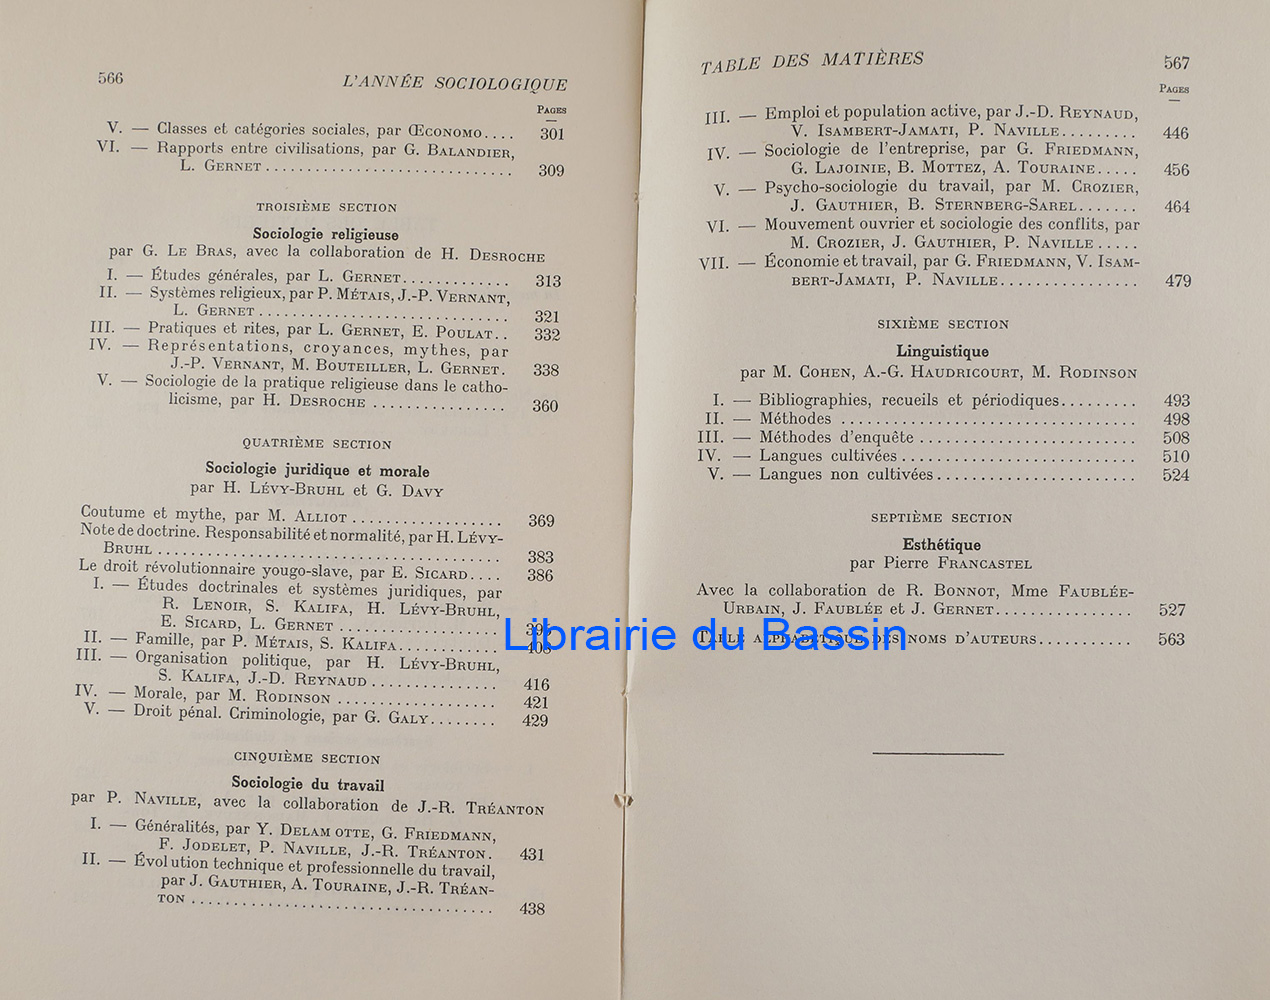 566
L'ANNÉE SOCIOLOGIQUE
PAGES
V. — Classes et catégories sociales, par ŒCONOMO.... 301
VI. — Rapports entre civilisations, par G. BALANDIER,
L. GERNET.............................. 309
TROISIÈME SECTION
Sociologie religieuse
par G. LE BRAS, avec la collaboration de H. DESROCHE
I. — Études générales, par L. GERNET............. 313
II. — Systèmes religieux, par P. MÉTAIS, J.-P. VERNANT,
L. GERNET.............................. 321
III. — Pratiques et rites, par L. GERNET, E. POULAT.. 332
IV. — Représentations, croyances, mythes, par
J.-P. VERNANT, M. BOUTEILLER, L. GERNET. 338
V. — Sociologie de la pratique religieuse dans le catho-
licisme, par H. DESROCHE ................ 360
QUATRIÈME SECTION
Sociologie juridique et morale
par H. LÉVY-BRUHL et G. DAVY
Coutume et mythe, par M. ALLIOT .................. 369
Note de doctrine. Responsabilité et normalité, par H. LÉVY-
BRUHL ......................................... 383
Le droit révolutionnaire yougo-slave, par E. SICARD.... 386
I. — Études doctrinales et systèmes juridiques, par
R. LENOIR, S. KALIFA, H. LÉVY-BRUHL,
E. SICARD, L. GERNET ...................
II. — Famille, par P. MÉTAIS, S. KALIFA............
III. — Organisation politique, par H. LÉVY-BRUHL,
S. KALIFA, J.-D. REYNAUD ............... 416
IV. — Morale, par M. RODINSON ................... 421
V. — Droit pénal. Criminologie, par G. GALY........ 429
CINQUIÈME SECTION
Sociologie du travail
par P. NAVILLE, avec la collaboration de J.-R. TRÉANTON
I. — Généralités, par Y. DELAM OTTE, G. FRIEDMANN,
F. JODELET, P. NAVILLE, J.-R. TRÉANTON. 431
II. — Évolution technique et professionnelle du travail,
par J. GAUTHIER, A. TOURAINE, J.-R. TRÉAN-
TON .................................... 438
TABLE DES MATIÈRES
567
PAGES
III. — Emploi et population active, par J.-D. REYNAUD,
V. ISAMBERT-JAMATI, P. NAVILLE......... 446
IV. — Sociologie de l'entreprise, par G. FRIEDMANN,
G. LAJOINIE, B. MOTTEZ, A. TOURAINE..... 456
V. — Psycho-sociologie du travail, par M. CROZIER,
J. GAUTHIER, B. STERNBERG-SAREL....... 464
VI. — Mouvement ouvrier et sociologie des conflits, par
M. CROZIER, J. GAUTHIER, P. NAVILLE .....
VII. — Économie et travail, par G. FRIEDMANN, V. ISAM-
BERT-JAMATI, P. NAVILLE................ 479
SIXIÈME SECTION
Linguistique
par M. COHEN, A.-G. HAUDRICOURT, M. RODINSON
I. — Bibliographies, recueils et périodiques......... 493
II. — Méthodes ................................... 498
III. — Méthodes d'enquête .......................... 508
IV. — Langues cultivées ............................ 510
V. — Langues non cultivées........................ 524
SEPTIÈME SECTION
Esthétique
par Pierre FRANCASTEL
Avec la collaboration de R. BONNOT, Mme FAUBLÉE-
URBAIN, J. FAUBLÉE et J. GERNET................ 527
TABLE ALPHABÉTIQUE DES NOMS D'AUTEURS........... 563
Librairie du Bassin